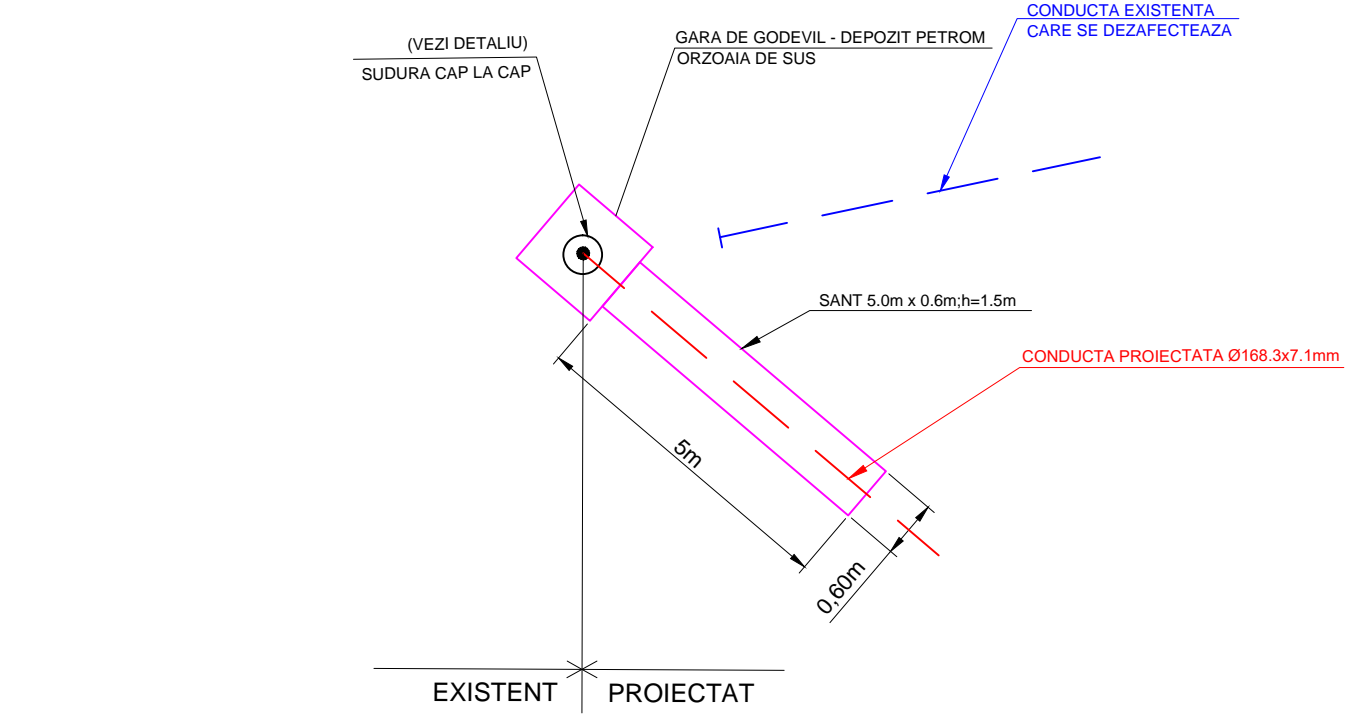 CONDUCTA EXISTENTA
CARE SE DEZAFECTEAZA
(VEZI DETALIU)
SUDURA CAP LA CAP
GARA DE GODEVIL - DEPOZIT PETROM
ORZOAIA DE SUS
SANT 5.0m x 0.6m;h=1.5m
CONDUCTA PROIECTATA Ø168.3x7.1mm
5m
0,60m
EXISTENT
PROIECTAT